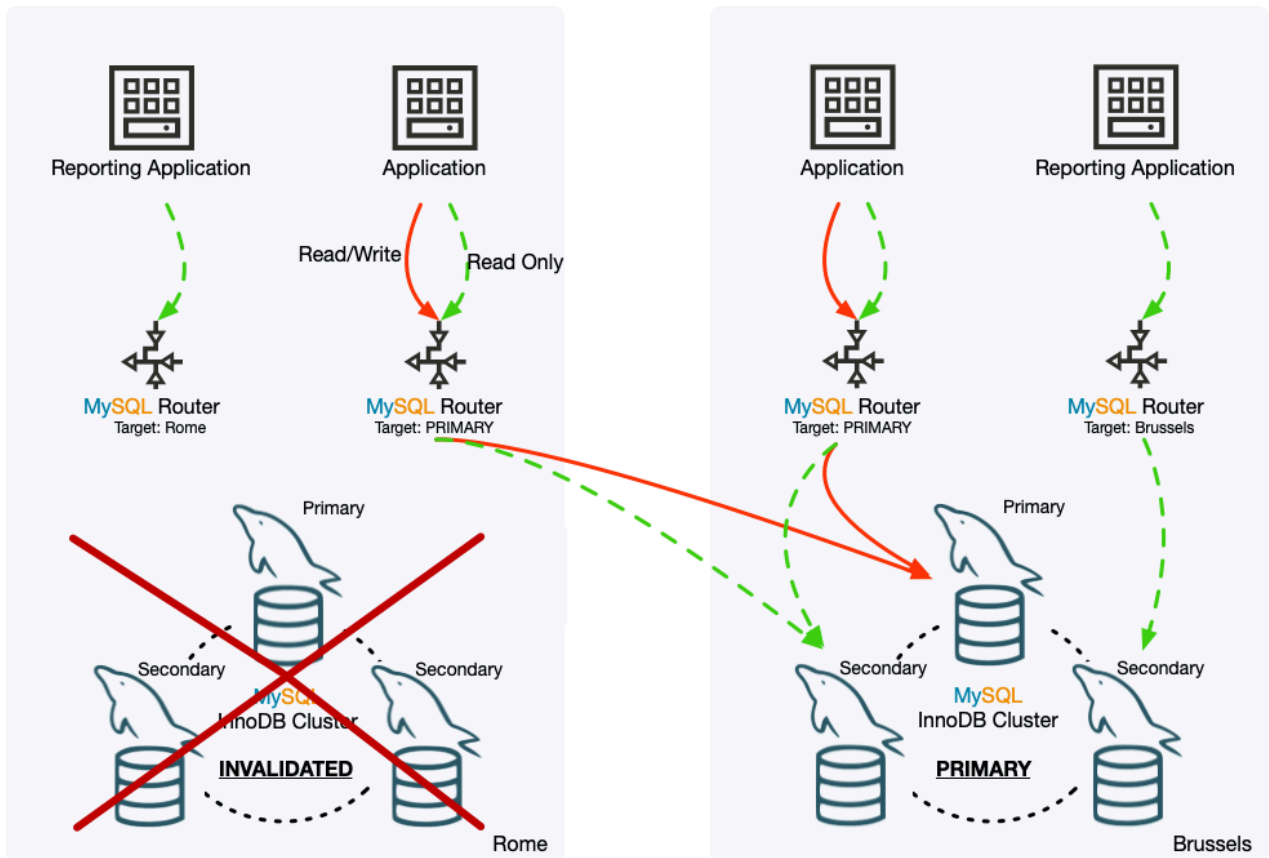 Reporting Application
Application
Application
Reporting Application
Read/Write
Read Only
MySQL Router
Target: Rome
MySQL Router
Target: PRIMARY
MySQL Router
Target: PRIMARY
MySQL Router
Target: Brussels
Primary
Secondary
Secondary
MySQL
InnoDB Cluster
INVALIDATED
Rome
Primary
Secondary
Secondary
MySQL
InnoDB Cluster
PRIMARY
Brussels